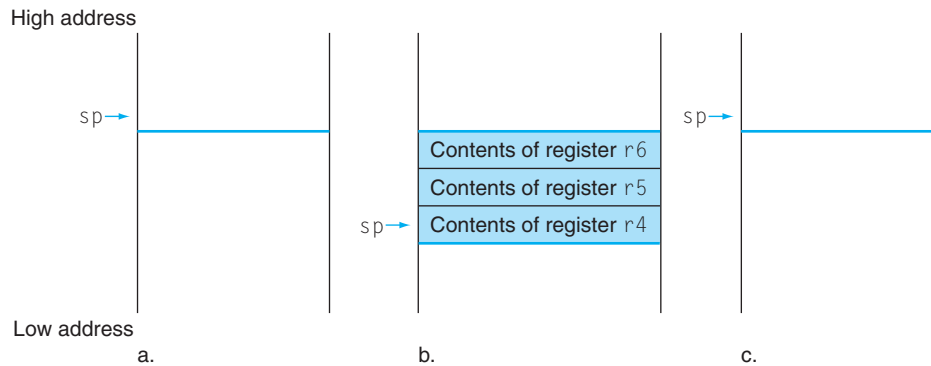 High address
sp
Contents of register r6
sp
Contents of register r5
sp
Contents of register r4
Low address
a.
b.
c.